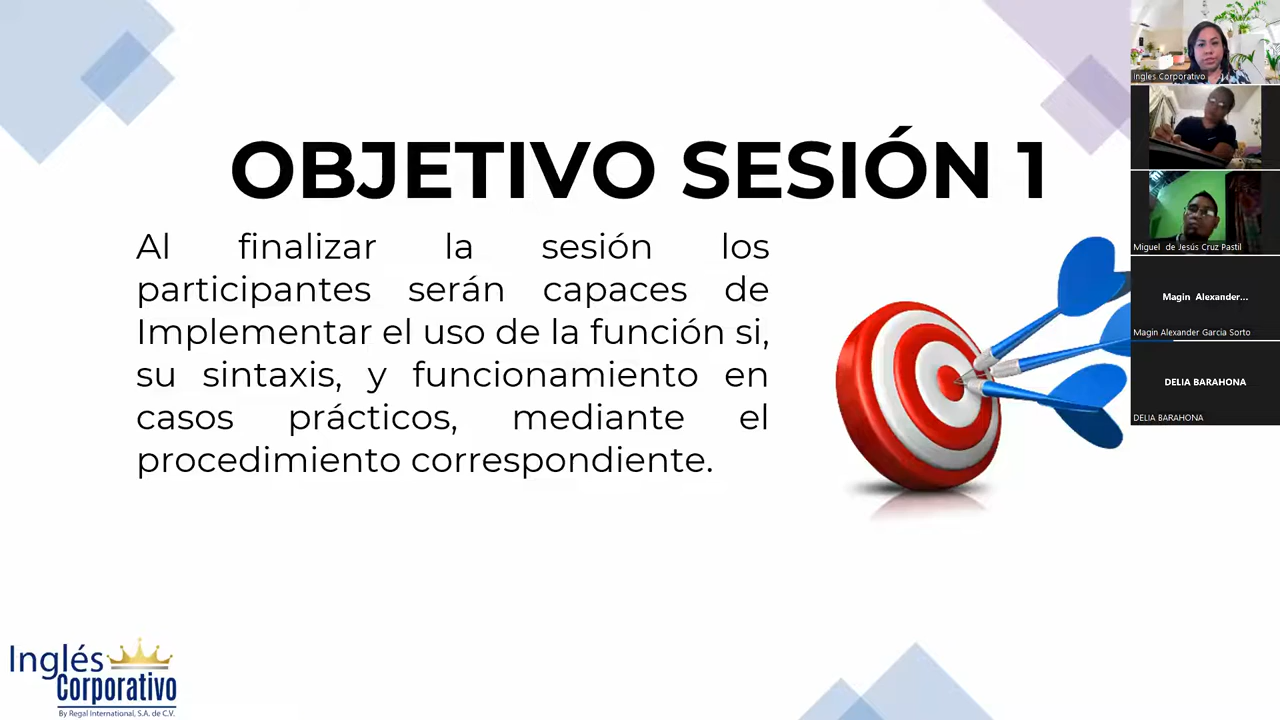 OBJETIVO SESIÓN 1
Al finalizar la sesión los
participantes serán capaces de
Implementar el uso de la función si,
su sintaxis, y funcionamiento en
casos prácticos, mediante el
procedimiento correspondiente.
Inglés
Corporativo
By Regal International, S.A. de C.V.
Ingles Corporativo
Miguel de Jesús Cruz Pastil
Magin Alexander...
Magin Alexander Garcia Sorto
DELIA BARAHONA
DELIA BARAHONA